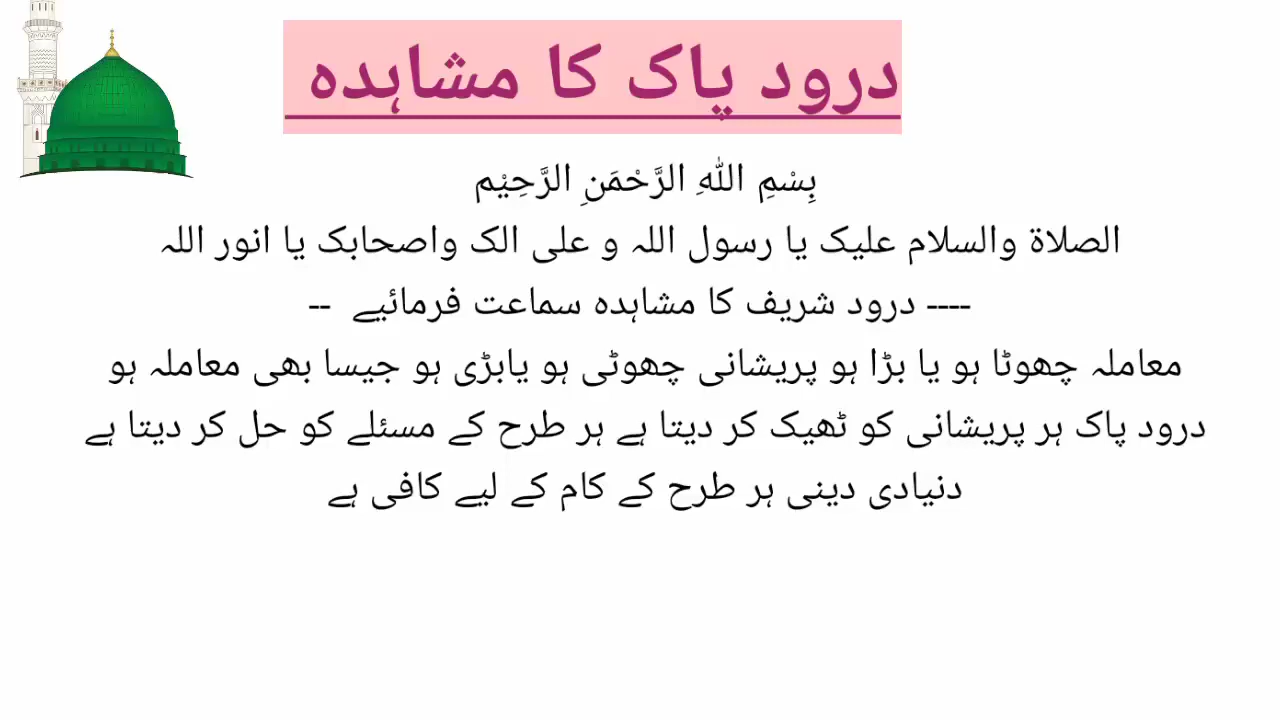 درود پاک کا مشاہدہ
بِسْمِ اللّٰهِ الرَّحْمَنِ الرَّحِيْم
الصلاۃ والسلام علیک یا رسول اللہ و علی الک واصحابک یا انور اللہ
---- درود شریف کا مشاہدہ سماعت فرمائیے --
معاملہ چھوٹا ہو یا بڑا ہو پریشانی چھوٹی ہو یابڑی ہو جیسا بھی معاملہ ہو
درود پاک ہر پریشانی کو ٹھیک کر دیتا ہے ہر طرح کے مسئلے کو حل کر دیتا ہے
دنیادی دینی ہر طرح کے کام کے لیے کافی ہے